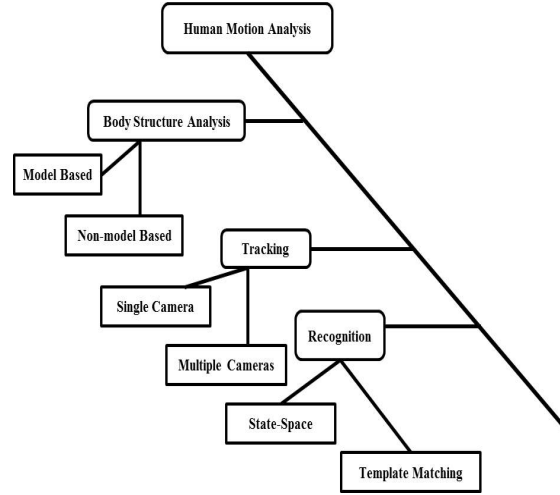 Human Motion Analysis
Body Structure Analysis
Model Based
Non-model Based
Tracking
Single Camera
Multiple Cameras
Recognition
State-Space
Template Matching